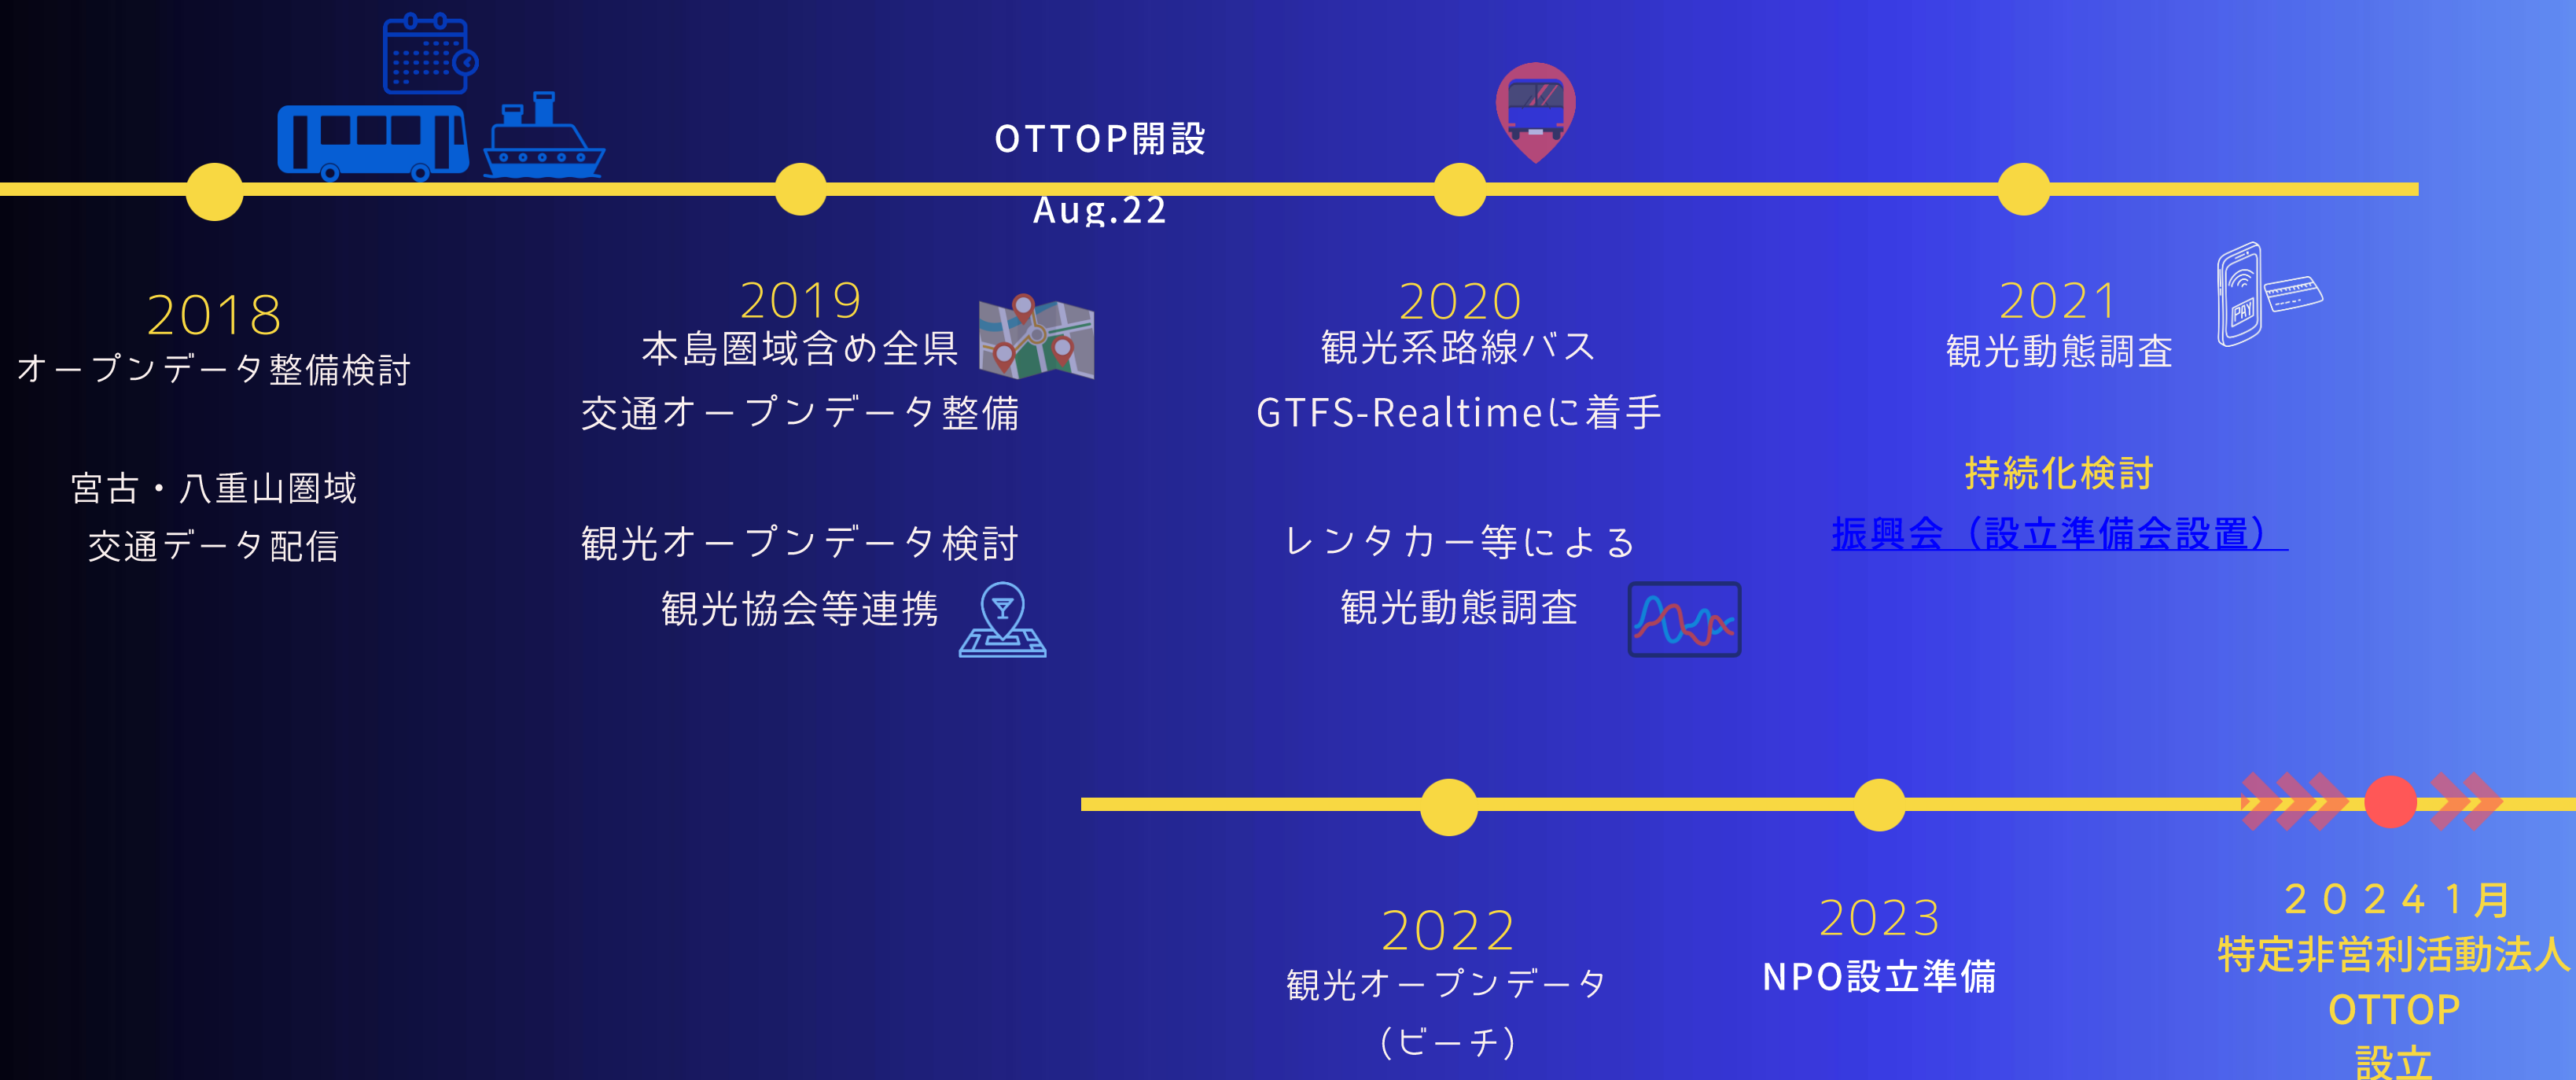 OTTOP開設
Aug.22
2018
オープンデータ整備検討
宮古・八重山圏域
交通データ配信
2019
本島圏域含め全県
交通オープンデータ整備
観光オープンデータ検討
観光協会等連携
2020
観光系路線バス
GTFS-Realtimeに着手
レンタカー等による
観光動態調査
2021
観光動態調査
PAY
持続化検討
振興会（設立準備会設置）
2022
観光オープンデータ
（ビーチ）
2023
NPO設立準備
２０２４１月
特定非営利活動法人
OTTOP
設立